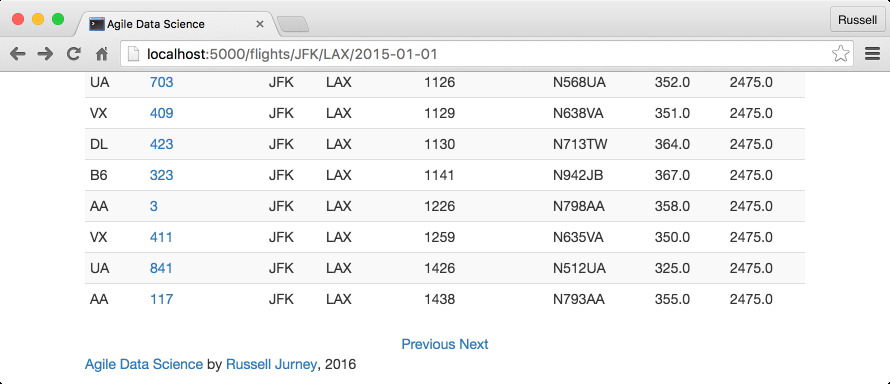 Agile Data Science
Russell
localhost:5000/flights/JFK/LAX/2015-01-01
UA 703 JFK LAX 1126 N568UA 352.0 2475.0
VX 409 JFK LAX 1129 N638VA 351.0 2475.0
DL 423 JFK LAX 1130 N713TW 364.0 2475.0
B6 323 JFK LAX 1141 N942JB 367.0 2475.0
AA 3 JFK LAX 1226 N798AA 358.0 2475.0
VX 411 JFK LAX 1259 N635VA 350.0 2475.0
UA 841 JFK LAX 1426 N512UA 325.0 2475.0
AA 117 JFK LAX 1438 N793AA 355.0 2475.0
Previous Next
Agile Data Science by Russell Jurney, 2016